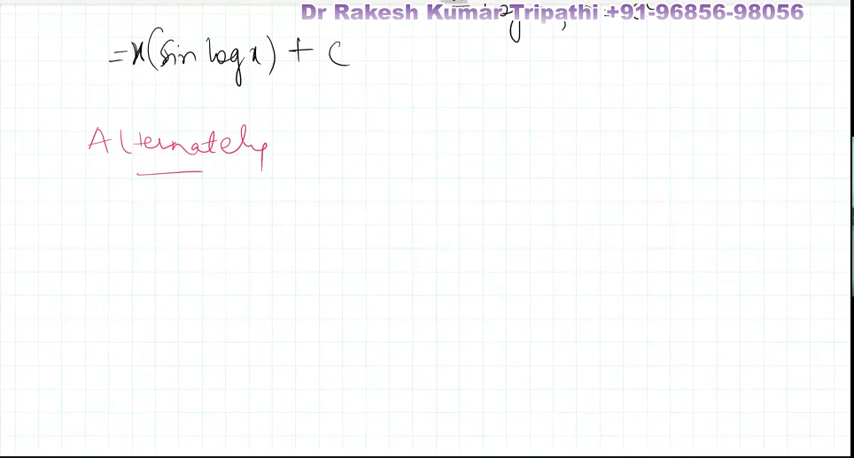 Dr Rakesh Kumar Tripathi +91-96856-98056
= x(sin log x) + c
Alternately